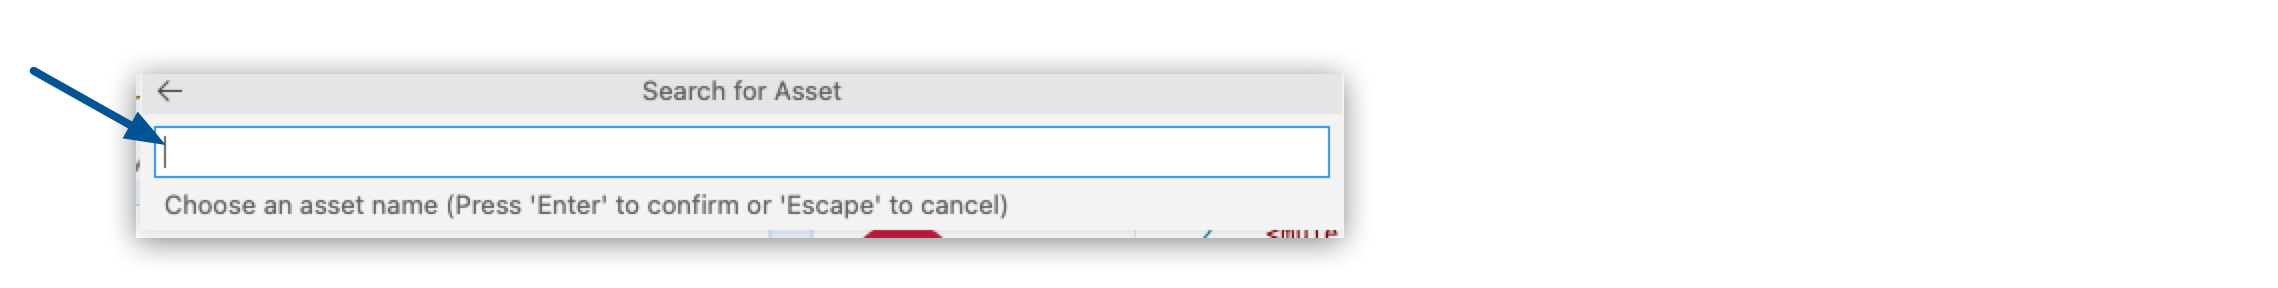 ← Search for Asset
Choose an asset name (Press 'Enter' to confirm or 'Escape' to cancel)